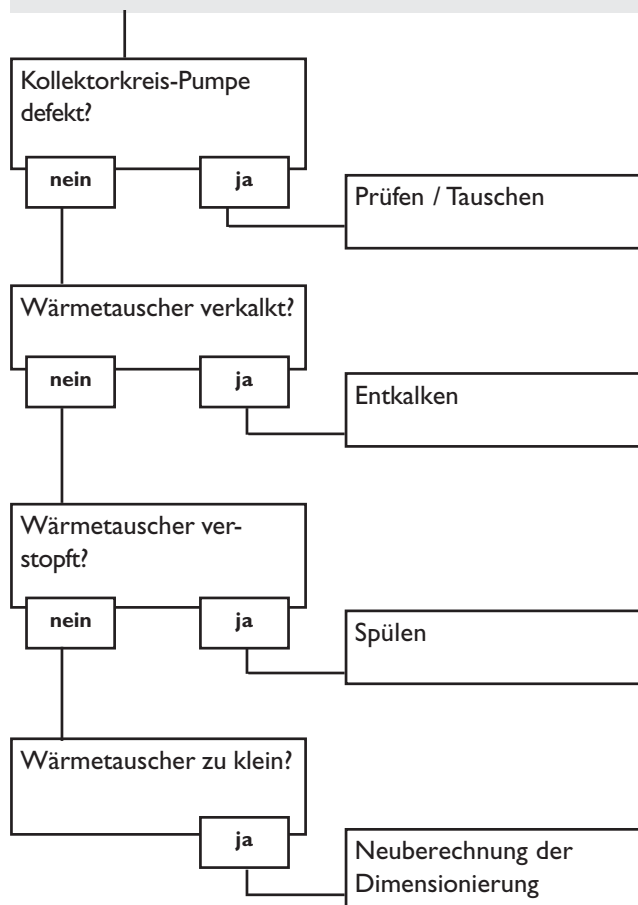 Kollektorkreis-Pumpe
defekt?
nein
ja
Prüfen / Tauschen
Wärmetauscher verkalkt?
nein
ja
Entkalken
Wärmetauscher ver-
stopft?
nein
ja
Spülen
Wärmetauscher zu klein?
ja
Neuberechnung der
Dimensionierung